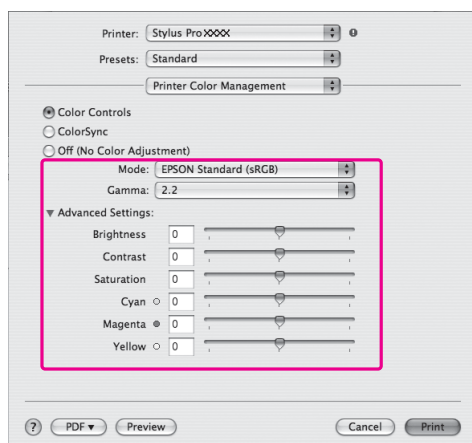 Printer: Stylus Pro XXXX
Presets: Standard
Printer Color Management
Color Controls
ColorSync
Off (No Color Adjustment)
Mode: EPSON Standard (sRGB)
Gamma: 2.2
Advanced Settings:
Brightness 0
Contrast 0
Saturation 0
Cyan 0
Magenta 0
Yellow 0
? PDF Preview Cancel Print